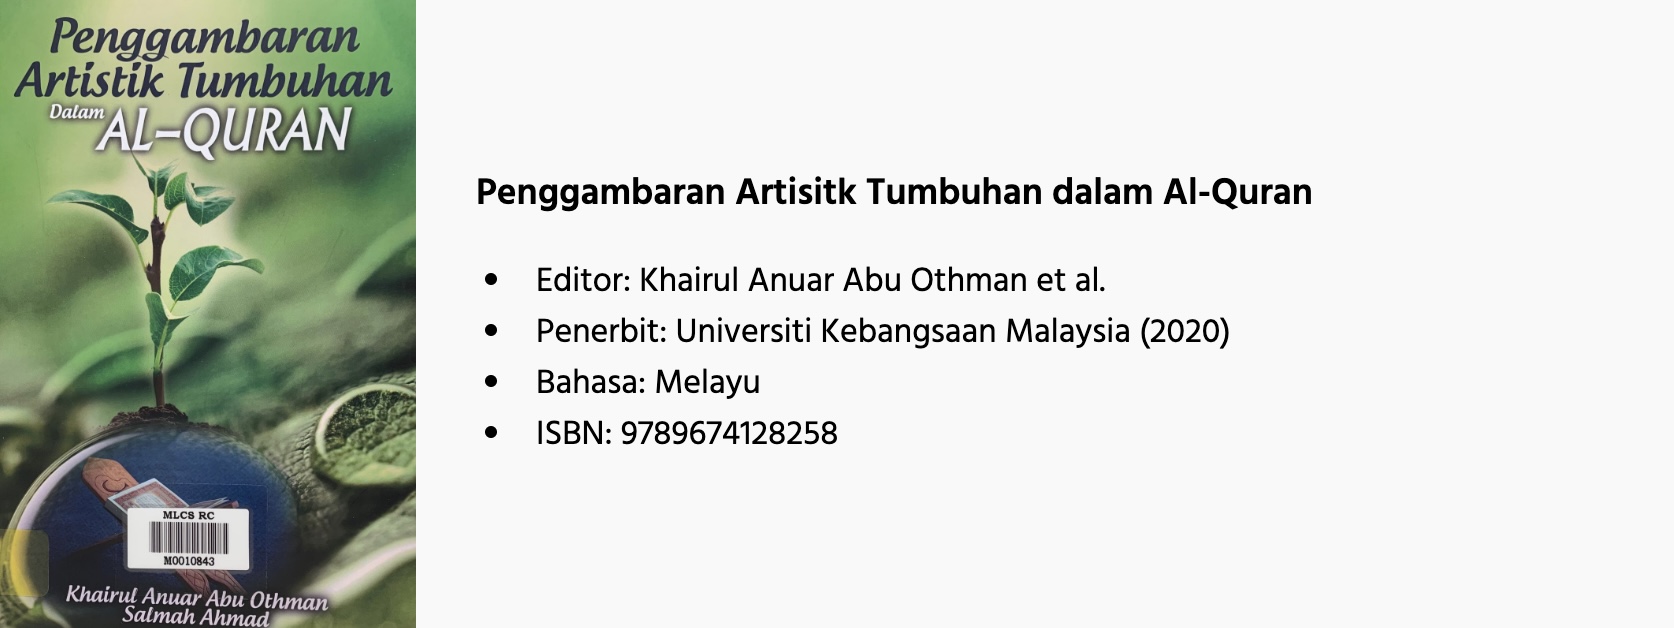 Penggambaran
Artistik Tumbuhan
Dalam
AL-QURAN
MLCS RC
M0010843
Khairul Anuar Abu Othman
Salmah Ahmad
Penggambaran Artisitk Tumbuhan dalam Al-Quran
• Editor: Khairul Anuar Abu Othman et al.
• Penerbit: Universiti Kebangsaan Malaysia (2020)
• Bahasa: Melayu
• ISBN: 9789674128258